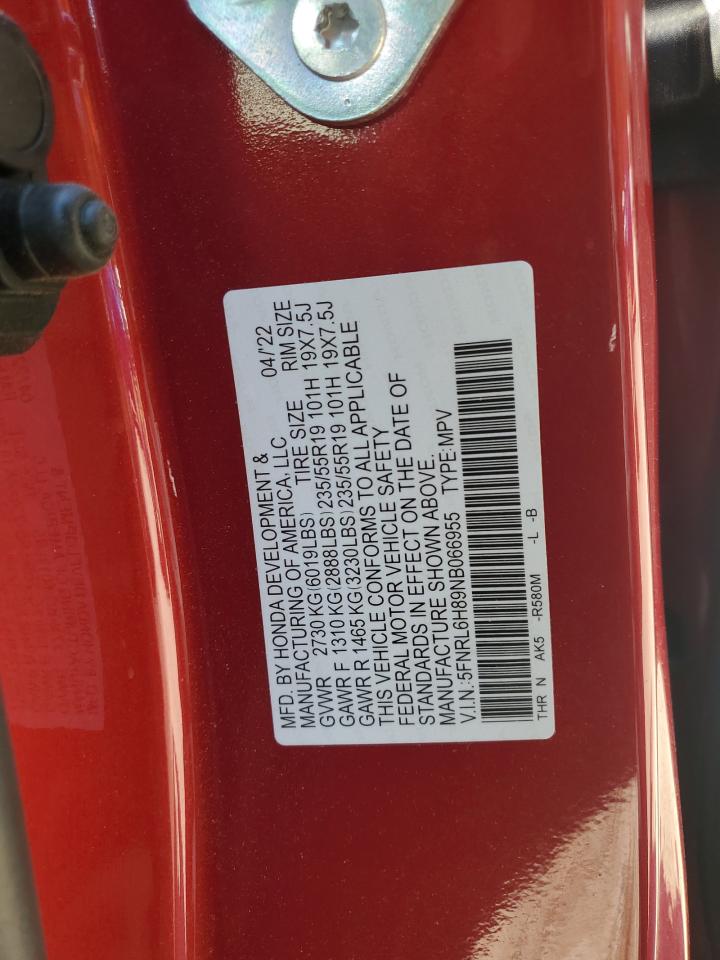 MFD. BY HONDA DEVELOPMENT &
MANUFACTURING OF AMERICA, LLC 04/'22
GVWR 2730 KG(6019LBS) TIRE SIZE RIM SIZE
GAWR F 1310 KG(2888LBS)235/55R19 101H 19X7.5J
GAWR R 1465 KG(3230LBS)235/55R19 101H 19X7.5J
THIS VEHICLE CONFORMS TO ALL APPLICABLE
FEDERAL MOTOR VEHICLE SAFETY
STANDARDS IN EFFECT ON THE DATE OF
MANUFACTURE SHOWN ABOVE.
V.I.N.:5FNRL6H89NB066955 TYPE:MPV
THR N AK5 -R580M -L -B